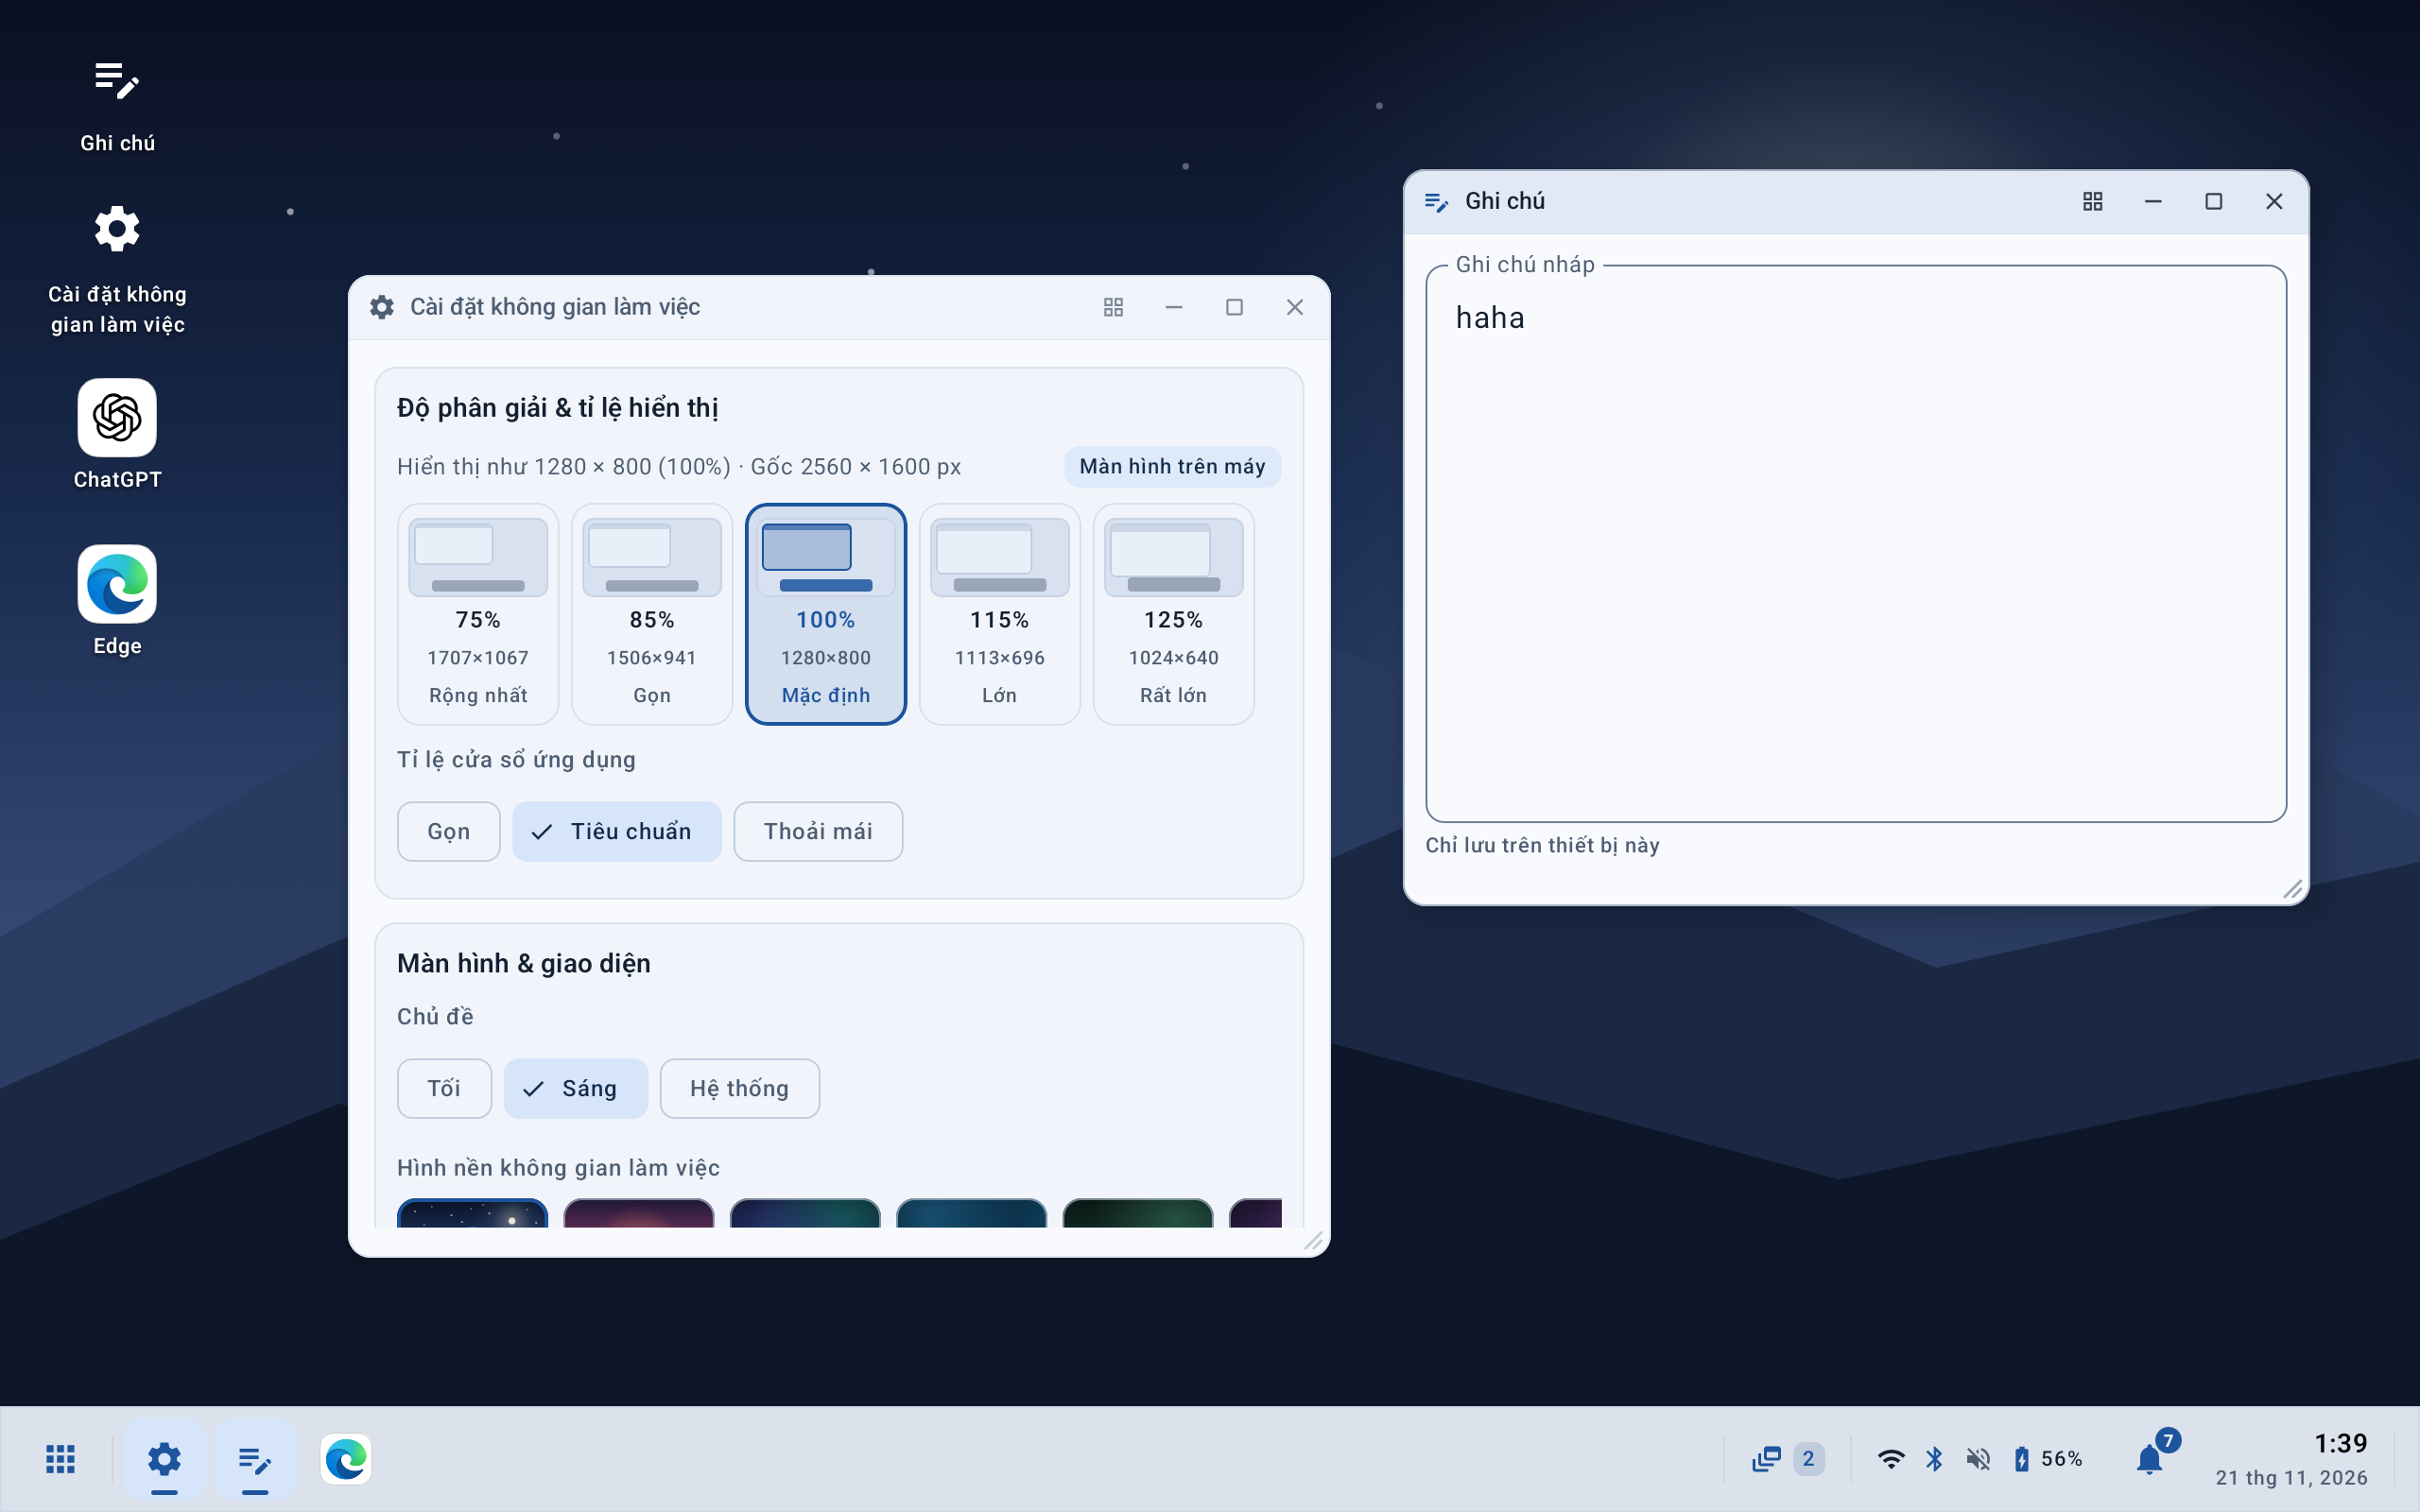 Ghi chú
Cài đặt không
gian làm việc
ChatGPT
Edge
Cài đặt không gian làm việc
Độ phân giải & tỉ lệ hiển thị
Hiển thị như 1280 × 800 (100%) · Gốc 2560 × 1600 px
Màn hình trên máy
75%
1707×1067
Rộng nhất
85%
1506×941
Gọn
100%
1280×800
Mặc định
115%
1113×696
Lớn
125%
1024×640
Rất lớn
Tỉ lệ cửa sổ ứng dụng
Gọn
Tiêu chuẩn
Thoải mái
Màn hình & giao diện
Chủ đề
Tối
Sáng
Hệ thống
Hình nền không gian làm việc
Ghi chú
Ghi chú nháp
haha
Chỉ lưu trên thiết bị này
2
56%
7
1:39
21 thg 11, 2026